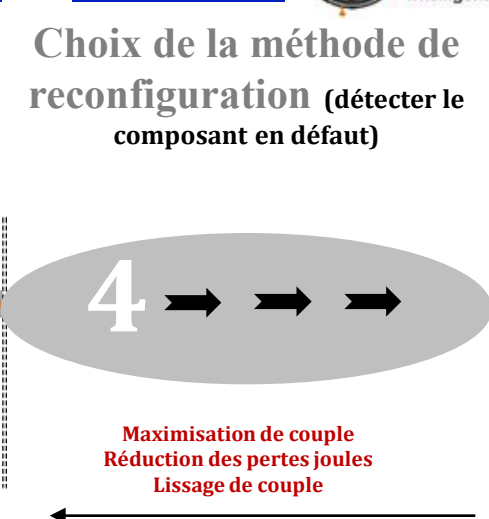 Choix de la méthode de
reconfiguration (détecter le
composant en défaut)
4
Maximisation de couple
Réduction des pertes joules
Lissage de couple